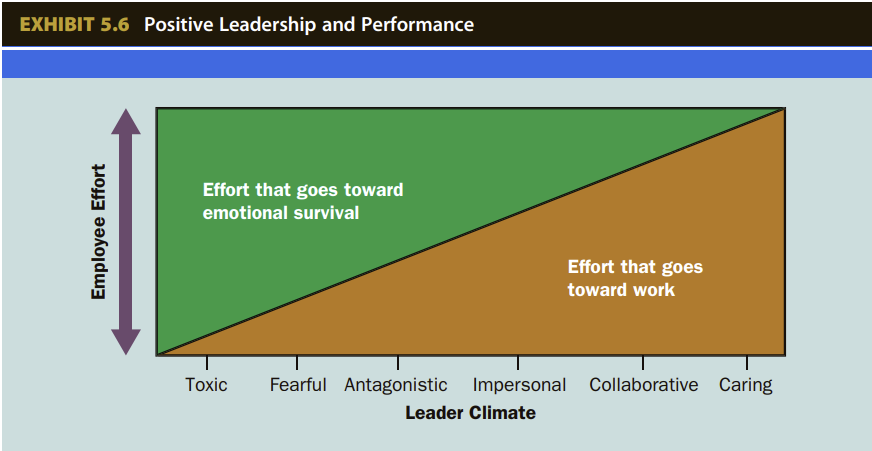 EXHIBIT 5.6 Positive Leadership and Performance
Employee Effort
Effort that goes toward
emotional survival
Effort that goes
toward work
Toxic Fearful Antagonistic Impersonal Collaborative Caring
Leader Climate